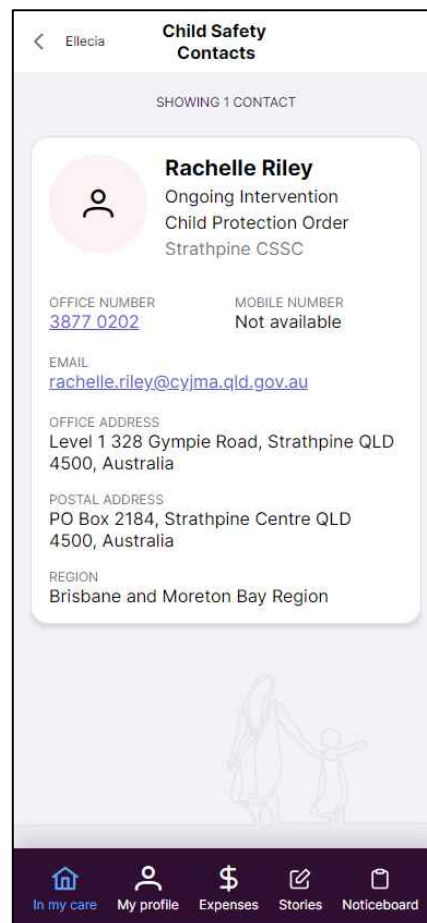 Ellecia
Child Safety
Contacts
SHOWING 1 CONTACT
Rachelle Riley
Ongoing Intervention
Child Protection Order
Strathpine CSSC
OFFICE NUMBER
3877 0202
MOBILE NUMBER
Not available
EMAIL
rachelle.riley@cyjma.qld.gov.au
OFFICE ADDRESS
Level 1 328 Gympie Road, Strathpine QLD
4500, Australia
POSTAL ADDRESS
PO Box 2184, Strathpine Centre QLD
4500, Australia
REGION
Brisbane and Moreton Bay Region
In my care
My profile
Expenses
Stories
Noticeboard